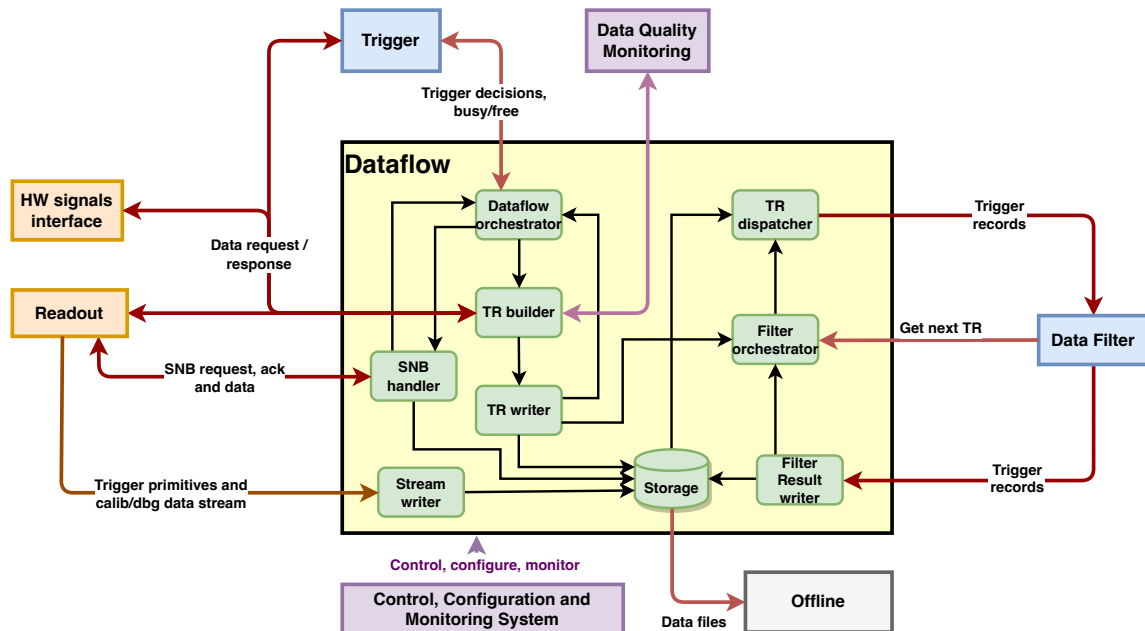 Trigger
Data Quality
Monitoring
Trigger decisions,
busy/free
Dataflow
HW signals
interface
Dataflow
orchestrator
TR
dispatcher
Trigger
records
Data request /
response
Readout
TR builder
Filter
orchestrator
Get next TR
Data Filter
SNB request, ack
and data
SNB
handler
TR writer
Trigger primitives and
calib/dbg data stream
Stream
writer
Storage
Filter
Result
writer
Trigger
records
Control, configure, monitor
Control, Configuration and
Monitoring System
Data files
Offline